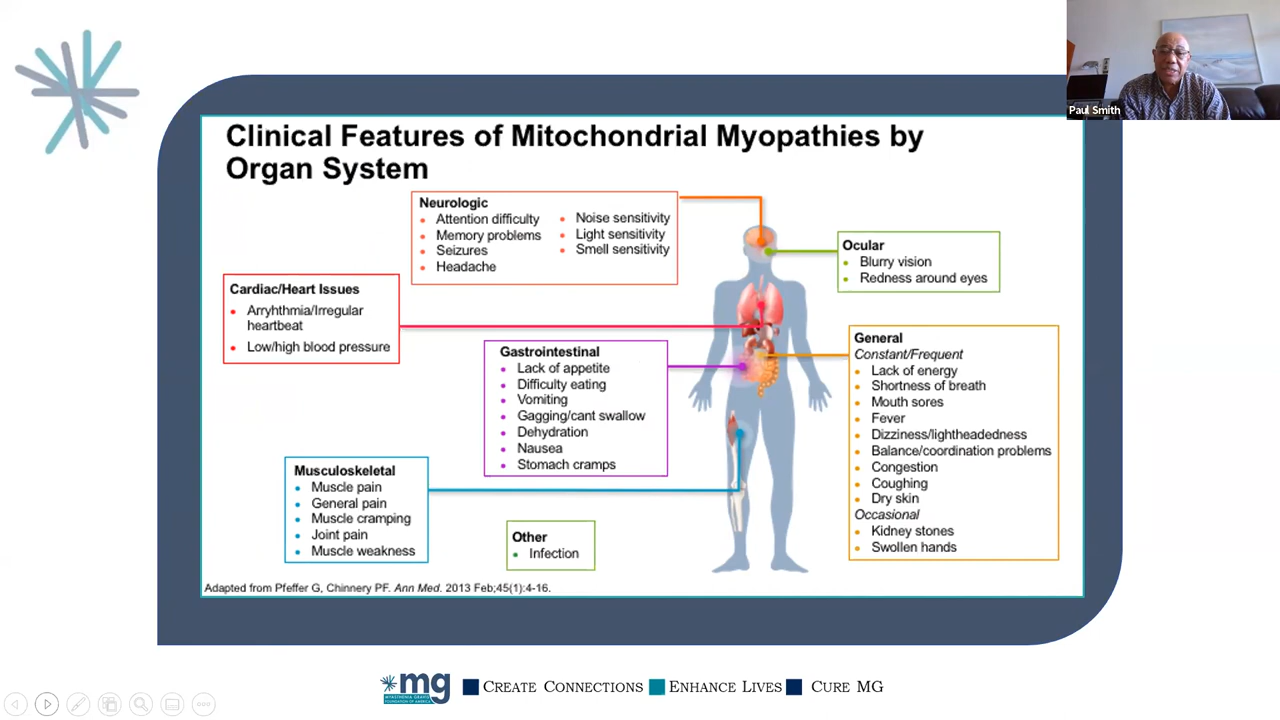 Paul Smith
Clinical Features of Mitochondrial Myopathies by
Organ System
Neurologic
Attention difficulty
Memory problems
Seizures
Headache
Noise sensitivity
Light sensitivity
Smell sensitivity
Ocular
Blurry vision
Redness around eyes
Cardiac/Heart Issues
Arryhthmia/Irregular
heartbeat
Low/high blood pressure
Gastrointestinal
Lack of appetite
Difficulty eating
Vomiting
Gagging/cant swallow
Dehydration
Nausea
Stomach cramps
General
Constant/Frequent
Lack of energy
Shortness of breath
Mouth sores
Fever
Dizziness/lightheadedness
Balance/coordination problems
Congestion
Coughing
Dry skin
Occasional
Kidney stones
Swollen hands
Musculoskeletal
Muscle pain
General pain
Muscle cramping
Joint pain
Muscle weakness
Other
Infection
Adapted from Pfeffer G, Chinnery PF. Ann Med. 2013 Feb;45(1):4-16.
mg
MYASTHENIA GRAVIS
FOUNDATION OF AMERICA
CREATE CONNECTIONS ENHANCE LIVES CURE MG